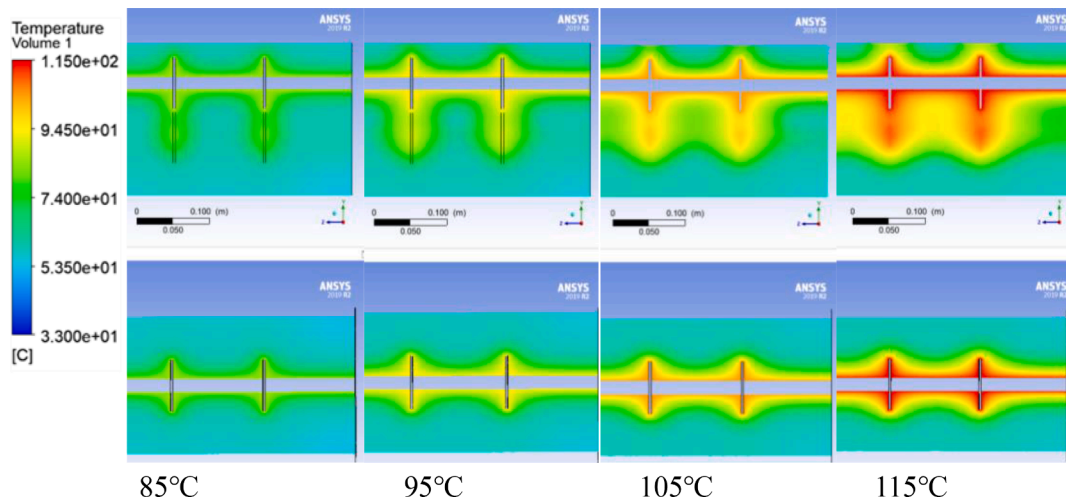 Temperature
Volume 1
1.150e+02
9.450e+01
7.400e+01
5.350e+01
3.300e+01
[C]
ANSYS
2019 R2
ANSYS
2019 R2
ANSYS
2019 R2
ANSYS
2019 R2
0 0.100 (m)
0.050
Y
Z
0 0.100 (m)
0.050
Y
Z
0 0.100 (m)
0.050
Y
Z
0 0.100 (m)
0.050
Y
Z
ANSYS
2019 R2
ANSYS
2019 R2
ANSYS
2019 R2
ANSYS
2019 R2
85℃ 95℃ 105℃ 115℃